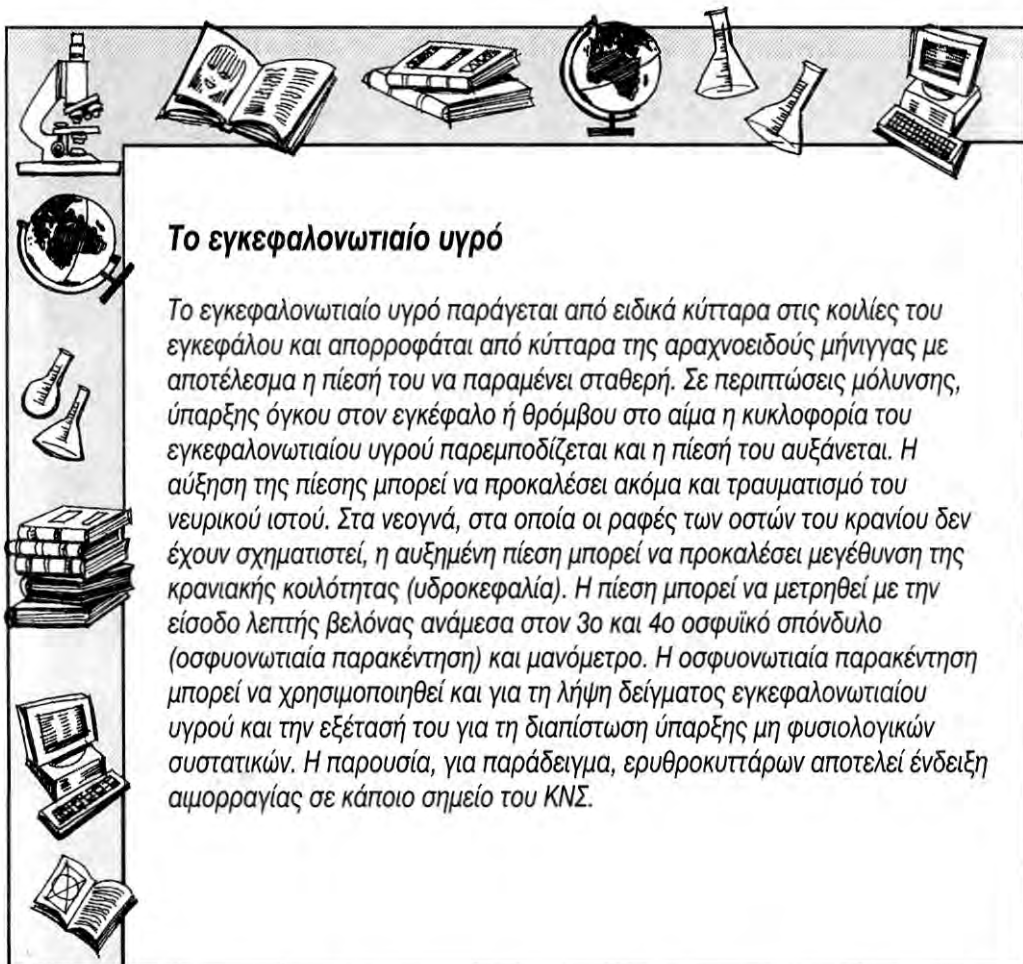 Το εγκεφαλονωτιαίο υγρό
Το εγκεφαλονωτιαίο υγρό παράγεται από ειδικά κύτταρα στις κοιλίες του
εγκεφάλου και απορροφάται από κύτταρα της αραχνοειδούς μήνιγγας με
αποτέλεσμα η πίεσή του να παραμένει σταθερή. Σε περιπτώσεις μόλυνσης,
ύπαρξης όγκου στον εγκέφαλο ή θρόμβου στο αίμα η κυκλοφορία του
εγκεφαλονωτιαίου υγρού παρεμποδίζεται και η πίεσή του αυξάνεται. Η
αύξηση της πίεσης μπορεί να προκαλέσει ακόμα και τραυματισμό του
νευρικού ιστού. Στα νεογνά, στα οποία οι ραφές των οστών του κρανίου δεν
έχουν σχηματιστεί, η αυξημένη πίεση μπορεί να προκαλέσει μεγέθυνση της
κρανιακής κοιλότητας (υδροκεφαλία). Η πίεση μπορεί να μετρηθεί με την
είσοδο λεπτής βελόνας ανάμεσα στον 3ο και 4ο οσφυϊκό σπόνδυλο
(οσφυονωτιαία παρακέντηση) και μανόμετρο. Η οσφυονωτιαία παρακέντηση
μπορεί να χρησιμοποιηθεί και για τη λήψη δείγματος εγκεφαλονωτιαίου
υγρού και την εξέτασή του για τη διαπίστωση ύπαρξης μη φυσιολογικών
συστατικών. Η παρουσία, για παράδειγμα, ερυθροκυττάρων αποτελεί ένδειξη
αιμορραγίας σε κάποιο σημείο του ΚΝΣ.